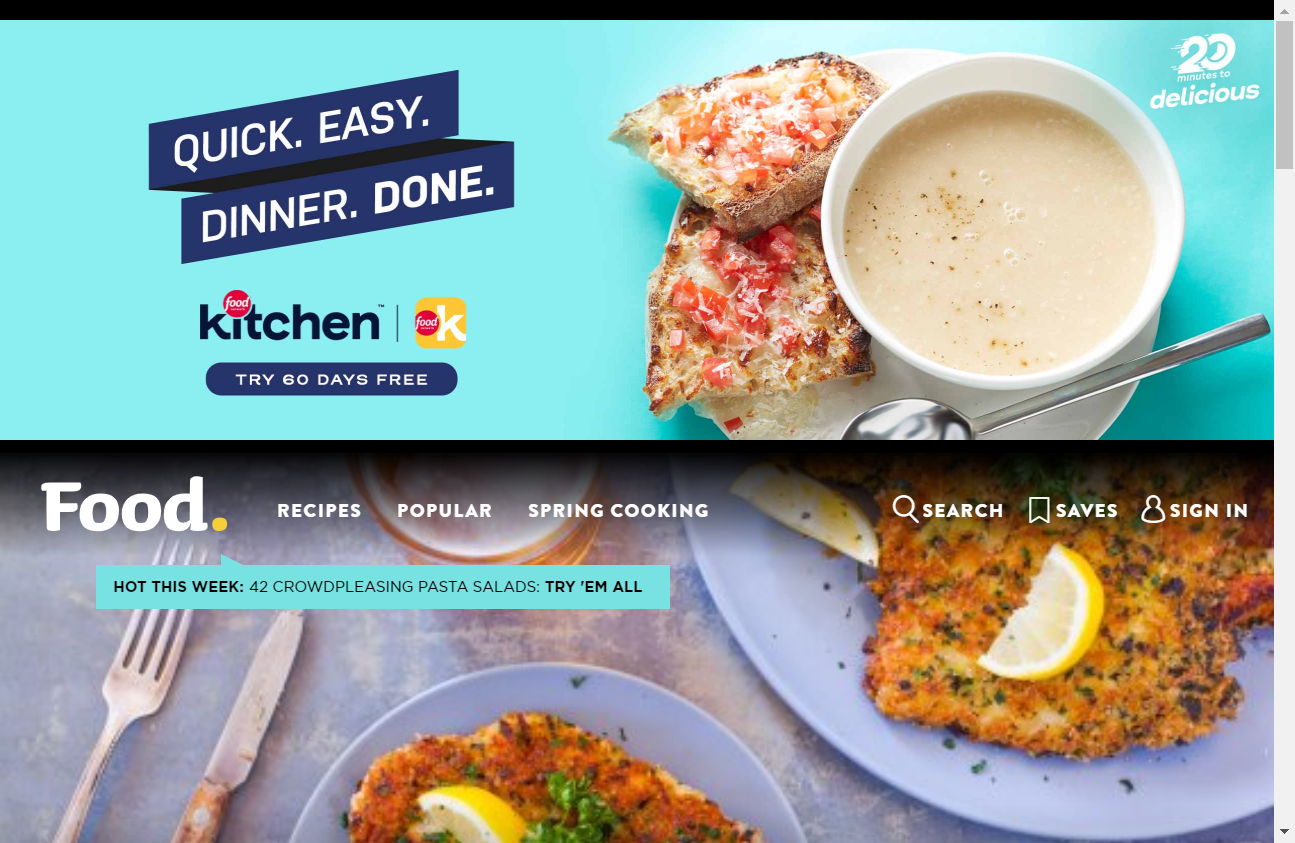 20
minutes to
delicious
QUICK. EASY.
DINNER. DONE.
food
kitchen™ | food k
TRY 60 DAYS FREE
Food. RECIPES POPULAR SPRING COOKING SEARCH SAVES SIGN IN
HOT THIS WEEK: 42 CROWDPLEASING PASTA SALADS: TRY 'EM ALL